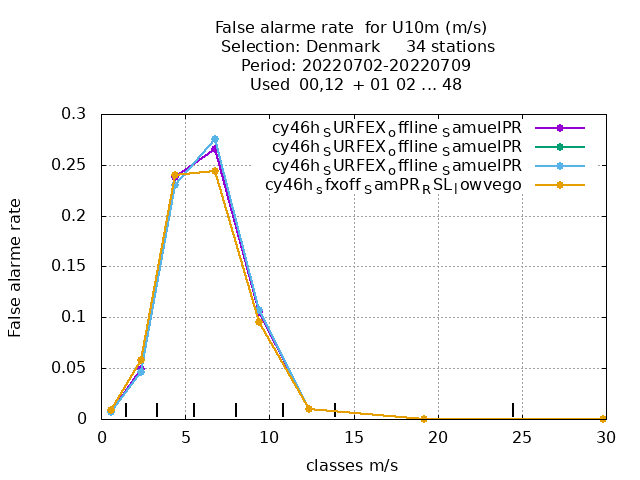 False alarme rate  for U10m (m/s)
Selection: Denmark     34 stations
Period: 20220702-20220709
Used  00,12  + 01 02 ... 48
0.3
0.25
0.2
0.15
0.1
0.05
0
False alarme rate
cy46h_SURFEX_offline_SamuelPR
cy46h_SURFEX_offline_SamuelPR
cy46h_SURFEX_offline_SamuelPR
cy46h_sfxoff_SamPR_RSL_lowvego
0 5 10 15 20 25 30
classes m/s